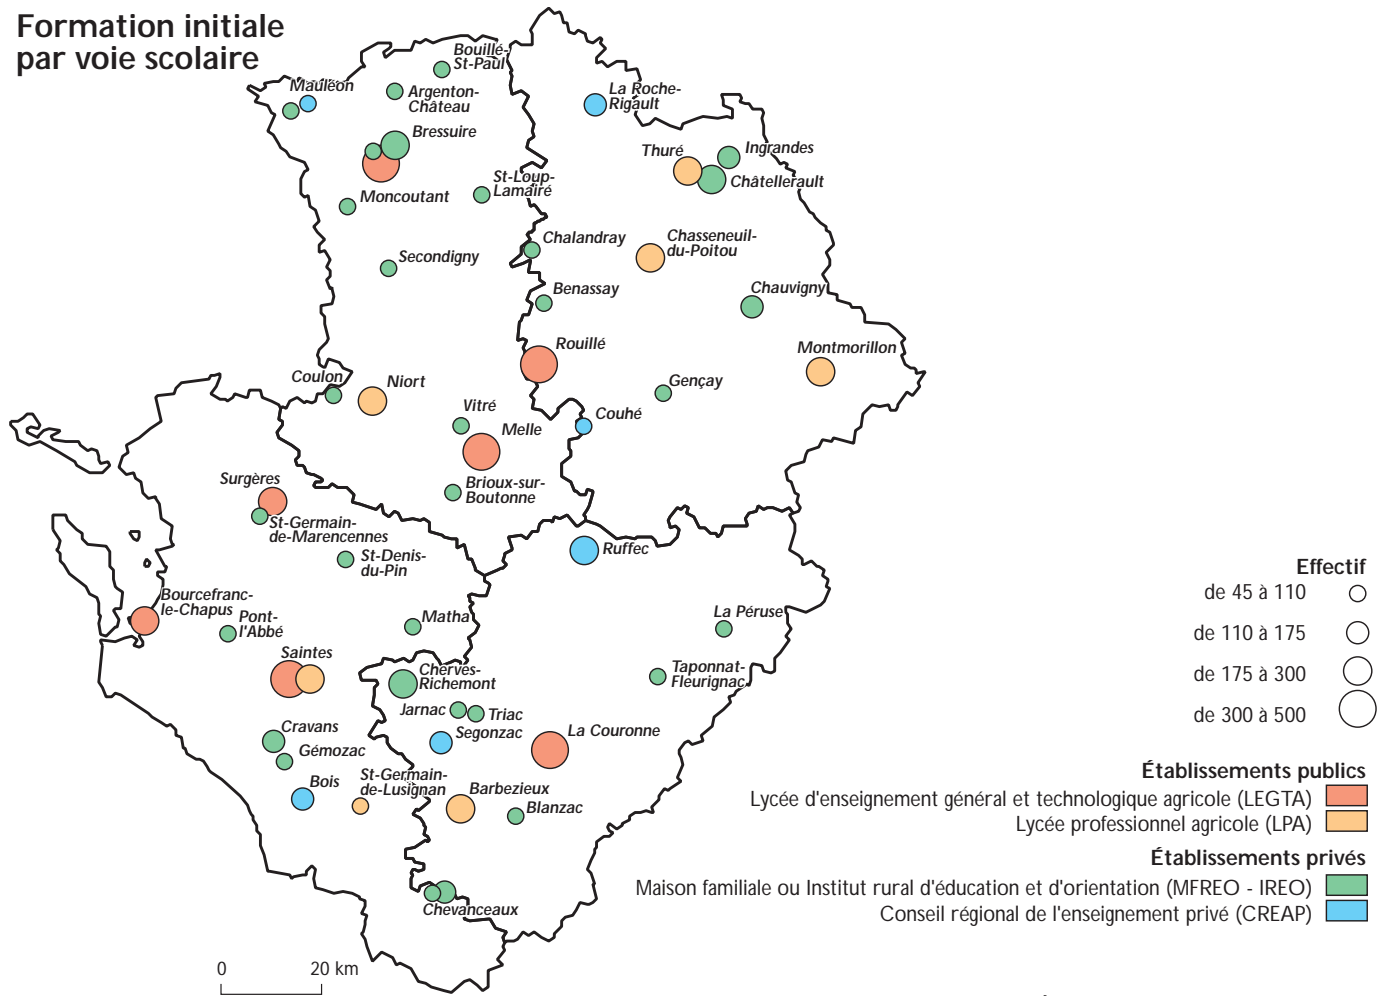 Formation initiale
par voie scolaire
Bouillé-
St-Paul
Mauléon
Argenton-
Château
La Roche-
Rigault
Bressuire
Thuré
Ingrandes
Châtellerault
St-Loup-
Lamairé
Moncoutant
Chalandray
Chasseneuil-
du-Poitou
Secondigny
Benassay
Chauvigny
Rouillé
Montmorillon
Coulon
Niort
Gençay
Vitré
Couhé
Melle
Surgères
Brioux-sur-
Boutonne
St-Germain-
de-Marencennes
St-Denis-
du-Pin
Ruffec
Bourcefranc-
le-Chapus
Pont-
l'Abbé
Matha
La Péruse
Saintes
Cherves-
Richemont
Taponnat-
Fleurignac
Jarnac
Triac
Cravans
Segonzac
La Couronne
Gémozac
Bois
St-Germain-
de-Lusignan
Barbezieux
Blanzac
Chevanceaux
0 20 km
Effectif
de 45 à 110
de 110 à 175
de 175 à 300
de 300 à 500
Établissements publics
Lycée d'enseignement général et technologique agricole (LEGTA)
Lycée professionnel agricole (LPA)
Établissements privés
Maison familiale ou Institut rural d'éducation et d'orientation (MFREO - IREO)
Conseil régional de l'enseignement privé (CREAP)